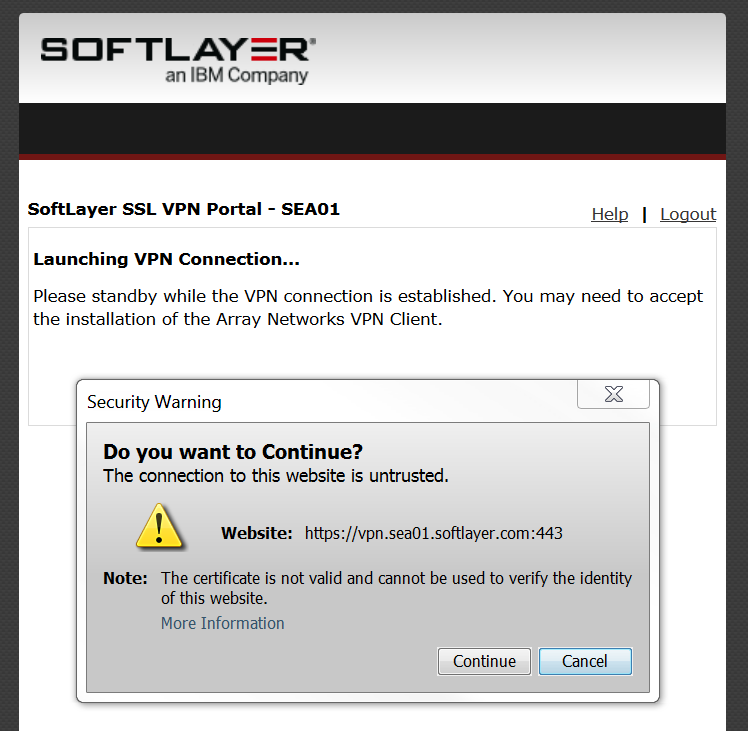 SOFTLAYER®
an IBM Company
SoftLayer SSL VPN Portal - SEA01
Help | Logout
Launching VPN Connection...
Please standby while the VPN connection is established. You may need to accept
the installation of the Array Networks VPN Client.
Security Warning
Do you want to Continue?
The connection to this website is untrusted.
Website: https://vpn.sea01.softlayer.com:443
Note: The certificate is not valid and cannot be used to verify the identity
of this website.
More Information
Continue Cancel